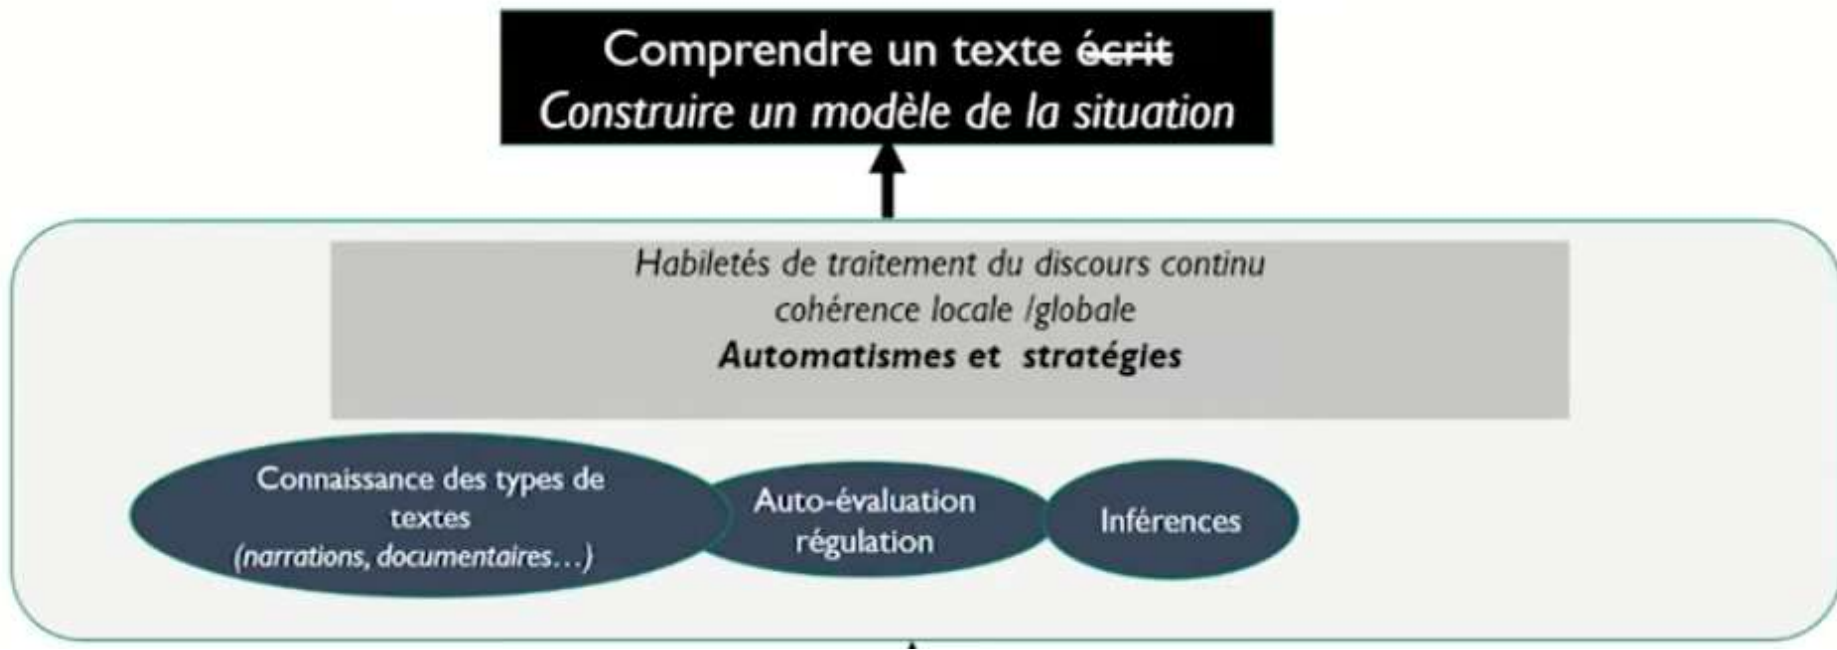 Comprendre un texte écrit
Construire un modèle de la situation
Habiletés de traitement du discours continu
cohérence locale /globale
Automatismes et stratégies
Connaissance des types de
textes
(narrations, documentaires…)
Auto-évaluation
régulation
Inférences